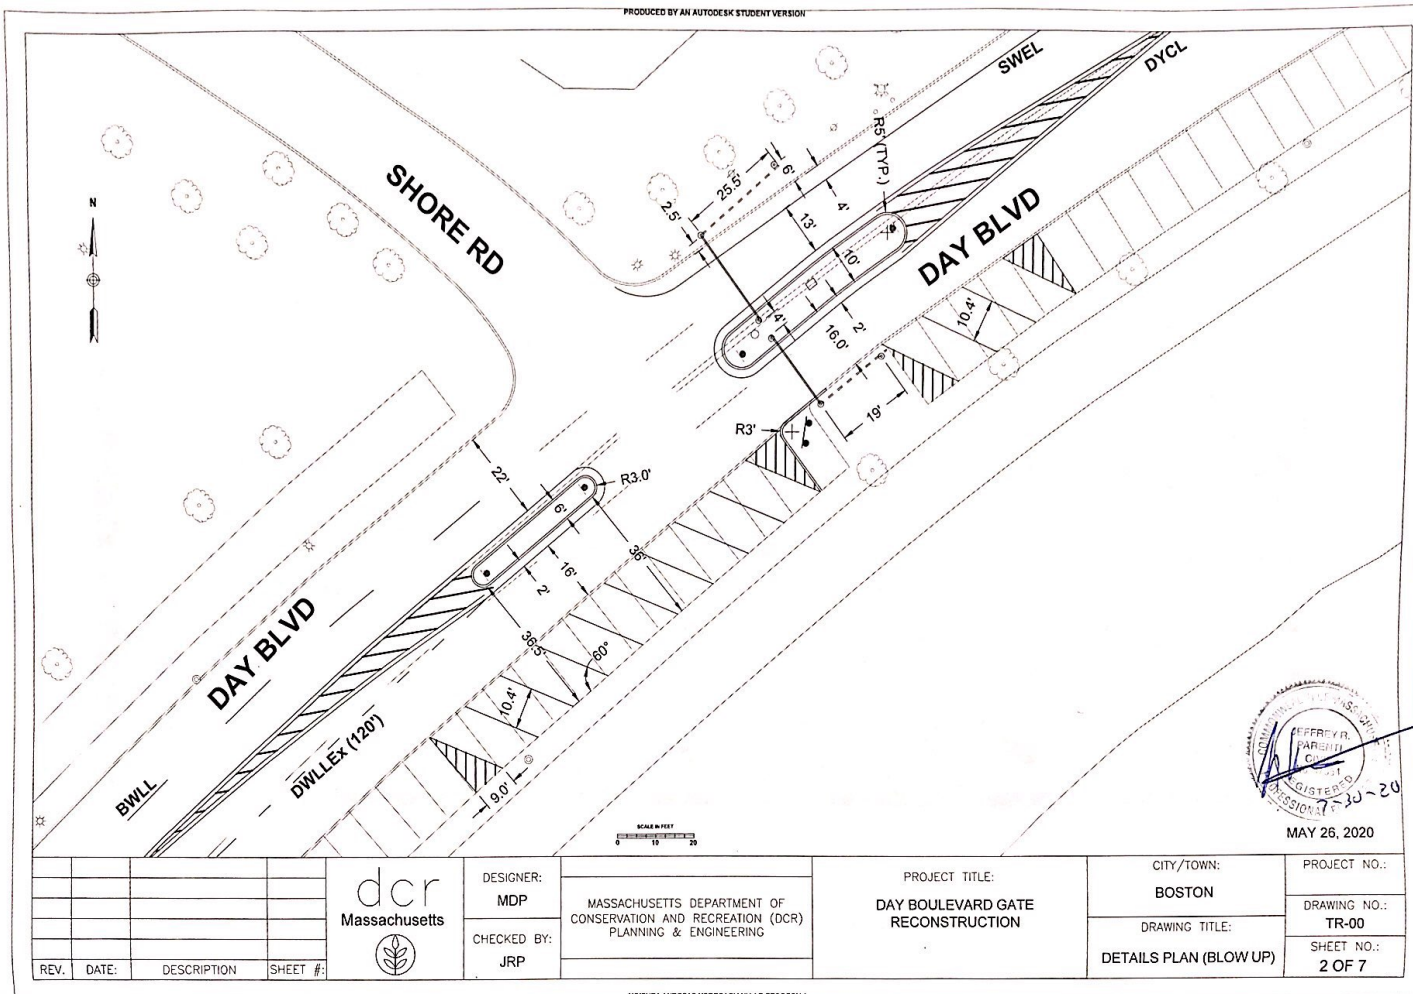 PRODUCED BY AN AUTODESK STUDENT VERSION
SWEL
DYCL
R5' (TYP.)
SHORE RD
N
25.5'
6'
2.5'
4'
13'
DAY BLVD
10'
4'
2'
16.0'
10.4'
19'
R3'
22'
R3.0'
6'
36'
16'
2'
36.5'
60°
10.4'
9.0'
DAY BLVD
DWLLEx (120')
BWLL
SCALE IN FEET
0 10 20
JEFFREY R.
PARENTI
7-30-20
MAY 26, 2020
REV.
DATE:
DESCRIPTION
SHEET #:
dcr
Massachusetts
DESIGNER:
MDP
CHECKED BY:
JRP
MASSACHUSETTS DEPARTMENT OF
CONSERVATION AND RECREATION (DCR)
PLANNING & ENGINEERING
PROJECT TITLE:
DAY BOULEVARD GATE
RECONSTRUCTION
CITY/TOWN:
BOSTON
DRAWING TITLE:
DETAILS PLAN (BLOW UP)
PROJECT NO.:
DRAWING NO.:
TR-00
SHEET NO.:
2 OF 7